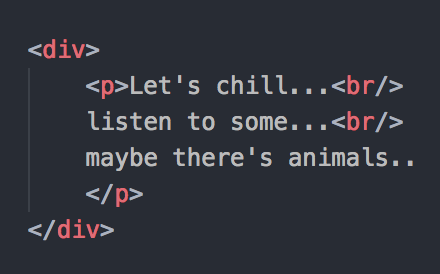 <div>
<p>Let's chill...<br/>
listen to some...<br/>
maybe there's animals..
</p>
</div>